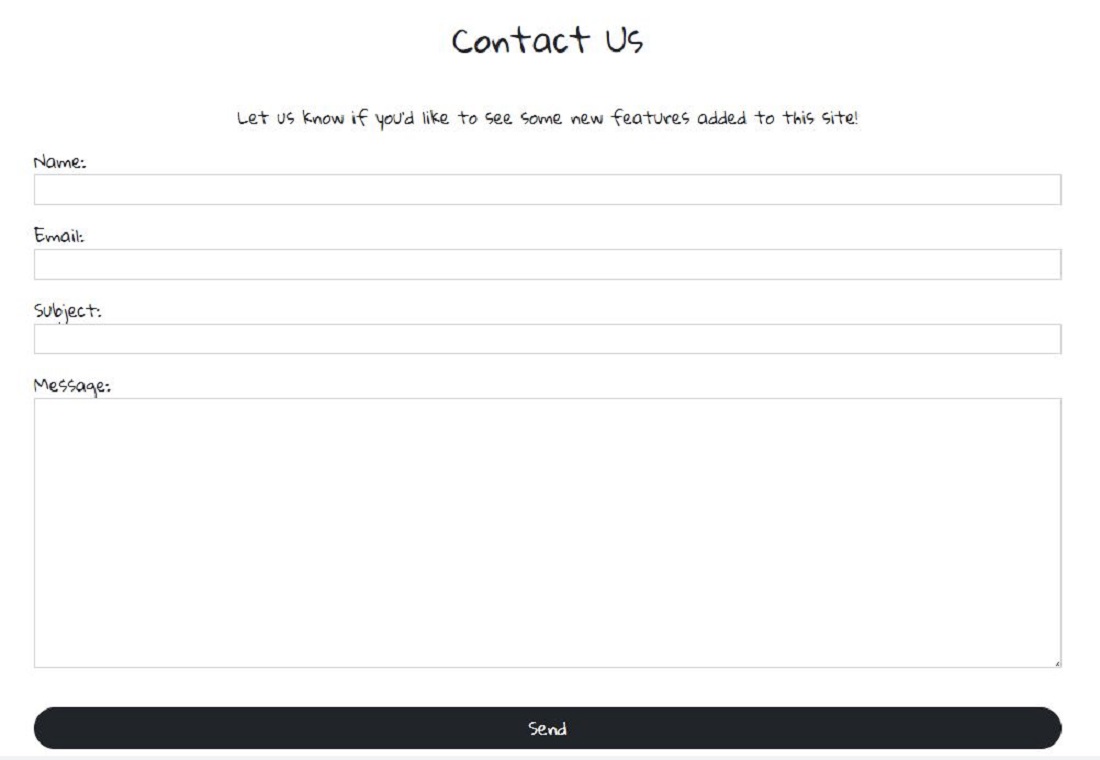 Contact Us
Let us know if you'd like to see some new features added to this site!
Name:
Email:
Subject:
Message:
Send